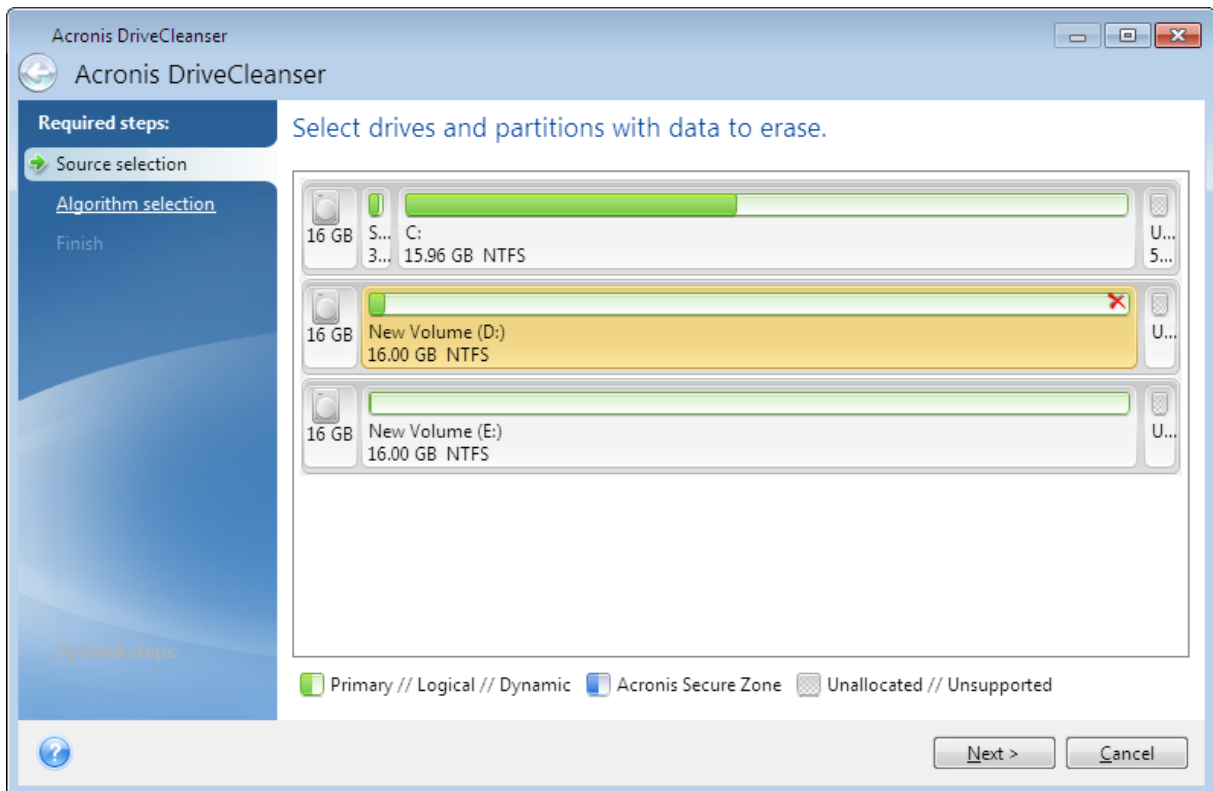 Acronis DriveCleanser
Acronis DriveCleanser
Required steps:
Source selection
Algorithm selection
Finish
Optional steps:
Select drives and partitions with data to erase.
16 GB
S...
3...
C:
15.96 GB NTFS
U...
5...
16 GB
New Volume (D:)
16.00 GB NTFS
U...
16 GB
New Volume (E:)
16.00 GB NTFS
U...
Primary // Logical // Dynamic
Acronis Secure Zone
Unallocated // Unsupported
?
Next >
Cancel